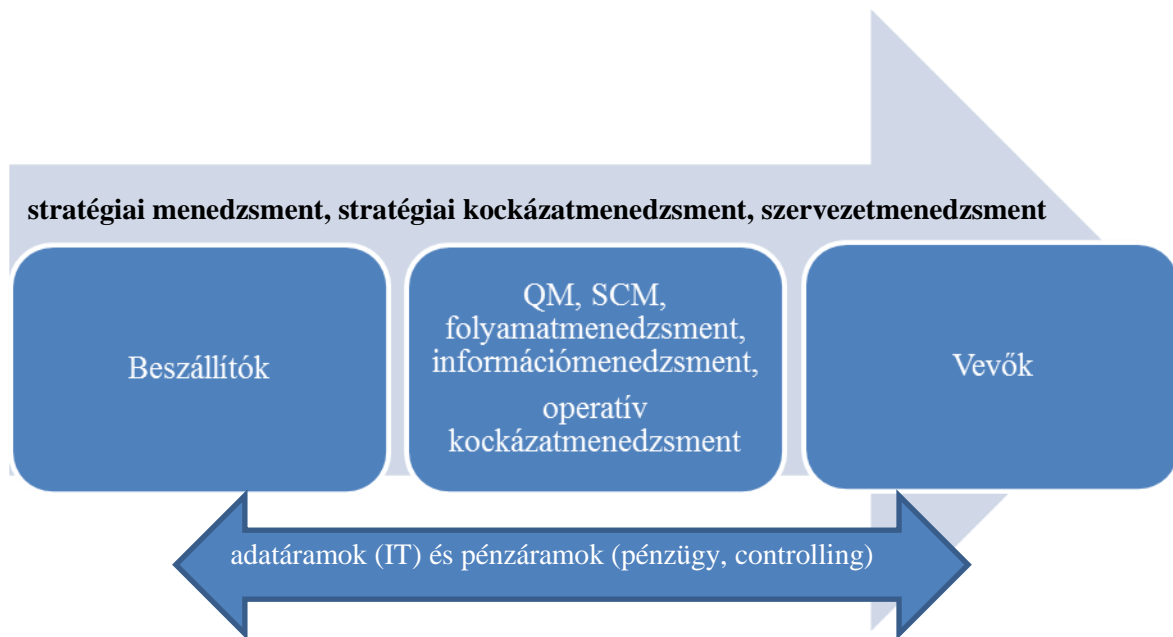 stratégiai menedzsment, stratégiai kockázatmenedzsment, szervezetmenedzsment
Beszállítók
QM, SCM,
folyamatmenedzsment,
információmenedzsment,
operatív
kockázatmenedzsment
Vevők
adatáramok (IT) és pénzáramok (pénzügy, controlling)